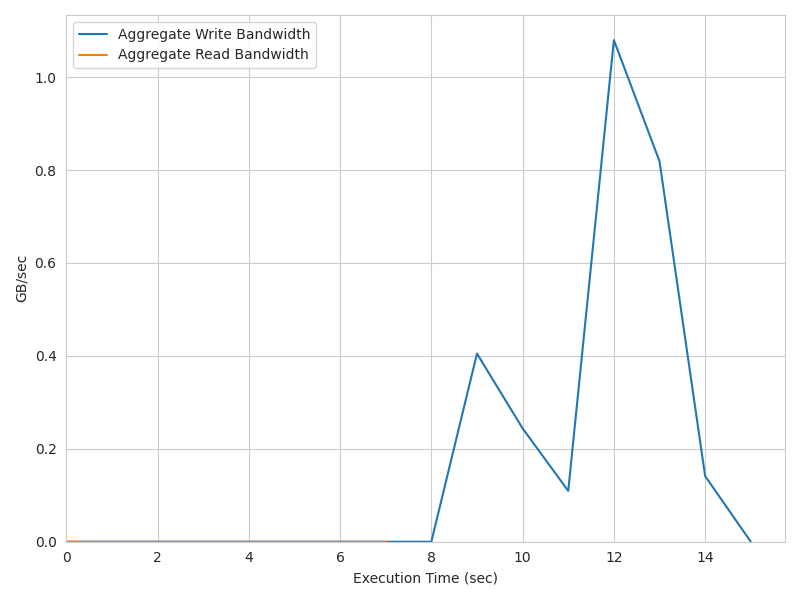 Aggregate Write Bandwidth
Aggregate Read Bandwidth
1.0
0.8
0.6
0.4
0.2
0.0
GB/sec
0 2 4 6 8 10 12 14
Execution Time (sec)